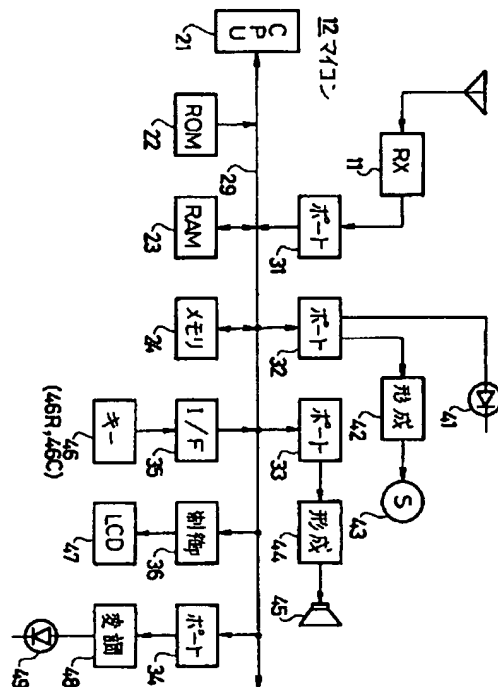 12 マイコン
CPU
21
ROM
22
29
RAM
23
メモリ
24
キー
46
(46R,46C)
I/F
35
LCD
47
制御
36
変調
48
49
ポート
34
RX
11
ポート
31
ポート
32
ポート
33
41
形成
42
S
43
形成
44
45